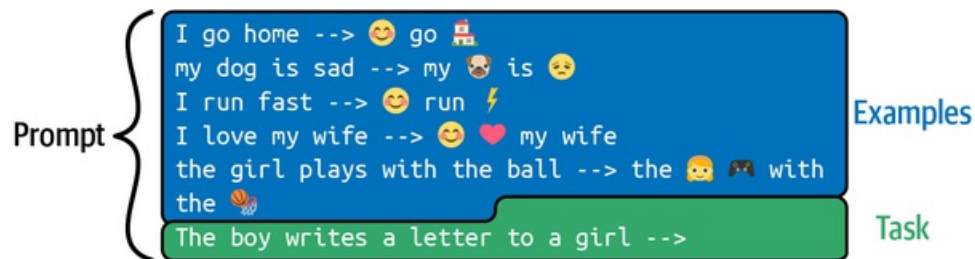 I go home --> 😊 go 🏠
my dog is sad --> my 🐶 is 😞
I run fast --> 😊 run ⚡
I love my wife --> 😊 ❤️ my wife
the girl plays with the ball --> the 👧 🎮 with
the 🏀
The boy writes a letter to a girl -->
Prompt
Examples
Task